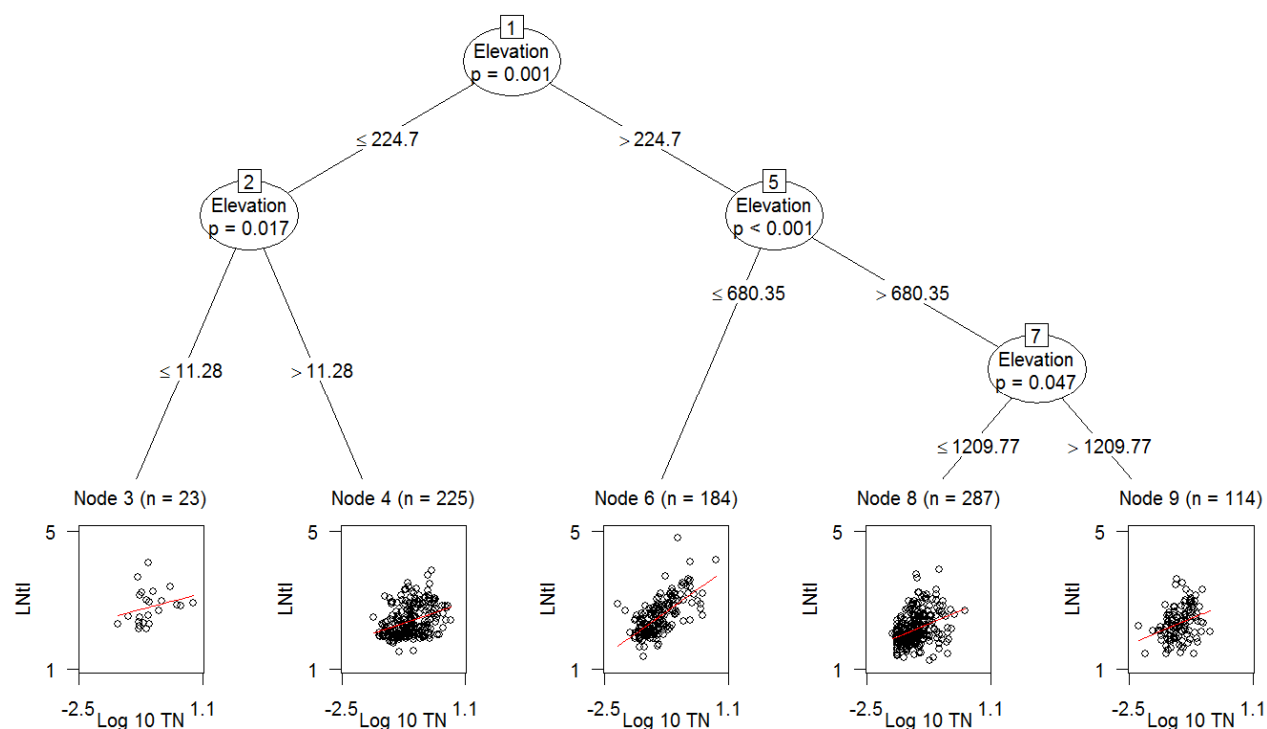 1
Elevation
p = 0.001
≤ 224.7
> 224.7
2
Elevation
p = 0.017
5
Elevation
p < 0.001
≤ 680.35
> 680.35
7
Elevation
p = 0.047
≤ 11.28
> 11.28
≤ 1209.77
> 1209.77
Node 3 (n = 23)
Node 4 (n = 225)
Node 6 (n = 184)
Node 8 (n = 287)
Node 9 (n = 114)
5
LNtl
1
-2.5
Log 10 TN
1.1
5
LNtl
1
-2.5
Log 10 TN
1.1
5
LNtl
1
-2.5
Log 10 TN
1.1
5
LNtl
1
-2.5
Log 10 TN
1.1
5
LNtl
1
-2.5
Log 10 TN
1.1